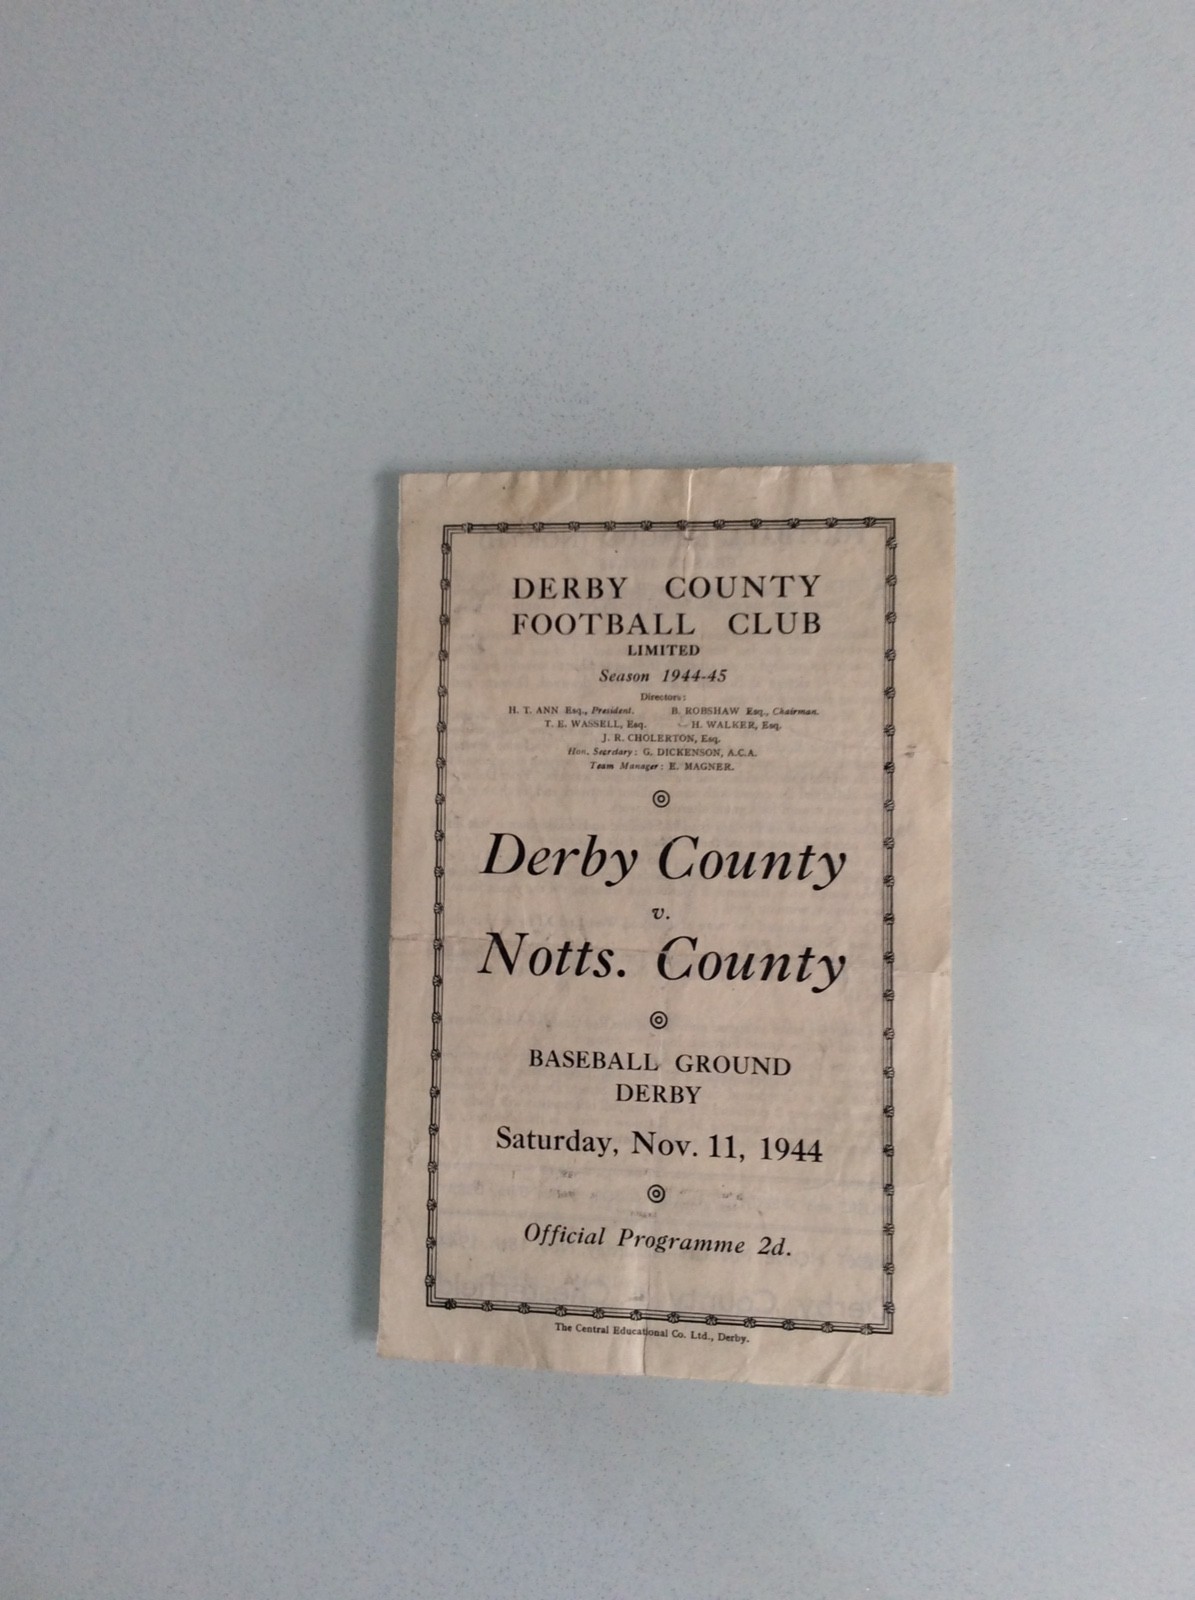 DERBY COUNTY
FOOTBALL CLUB
LIMITED
Season 1944-45
Directors:
H. T. ANN Esq., President. B. ROBSHAW Esq., Chairman.
T. E. WASSELL, Esq. H. WALKER, Esq.
J. R. CHOLERTON, Esq.
Hon. Secretary: G. DICKENSON, A.C.A.
Team Manager: E. MAGNER.
Derby County
v.
Notts. County
BASEBALL GROUND
DERBY
Saturday, Nov. 11, 1944
Official Programme 2d.
The Central Educational Co. Ltd., Derby.